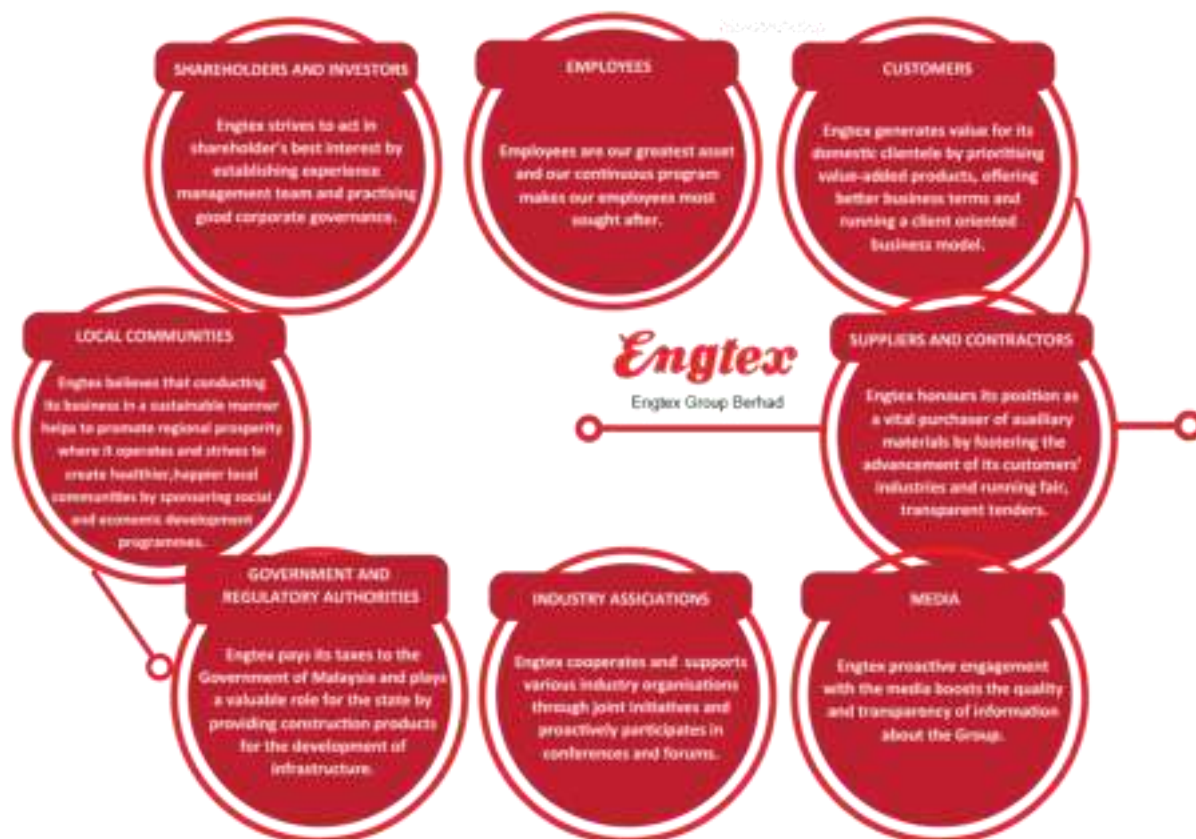 SHAREHOLDERS AND INVESTORS
Engtex strives to act in
shareholder's best interest by
establishing experience
management team and practising
good corporate governance.
EMPLOYEES
Employees are our greatest asset
and our continuous program
makes our employees most
sought after.
CUSTOMERS
Engtex generates value for its
domestic clientele by prioritising
value-added products, offering
better business terms and
running a client oriented
business model.
LOCAL COMMUNITIES
Engtex believes that conducting
its business in a sustainable manner
helps to promote regional prosperity
where it operates and strives to
create healthier,happier local
communities by sponsoring social
and economic development
programmes.
Engtex
Engtex Group Berhad
SUPPLIERS AND CONTRACTORS
Engtex honours its position as
a vital purchaser of auxiliary
materials by fostering the
advancement of its customers'
industries and running fair,
transparent tenders.
GOVERNMENT AND
REGULATORY AUTHORITIES
Engtex pays its taxes to the
Government of Malaysia and plays
a valuable role for the state by
providing construction products
for the development of
infrastructure.
INDUSTRY ASSICIATIONS
Engtex cooperates and supports
various industry organisations
through joint initiatives and
proactively participates in
conferences and forums.
MEDIA
Engtex proactive engagement
with the media boosts the quality
and transparency of information
about the Group.